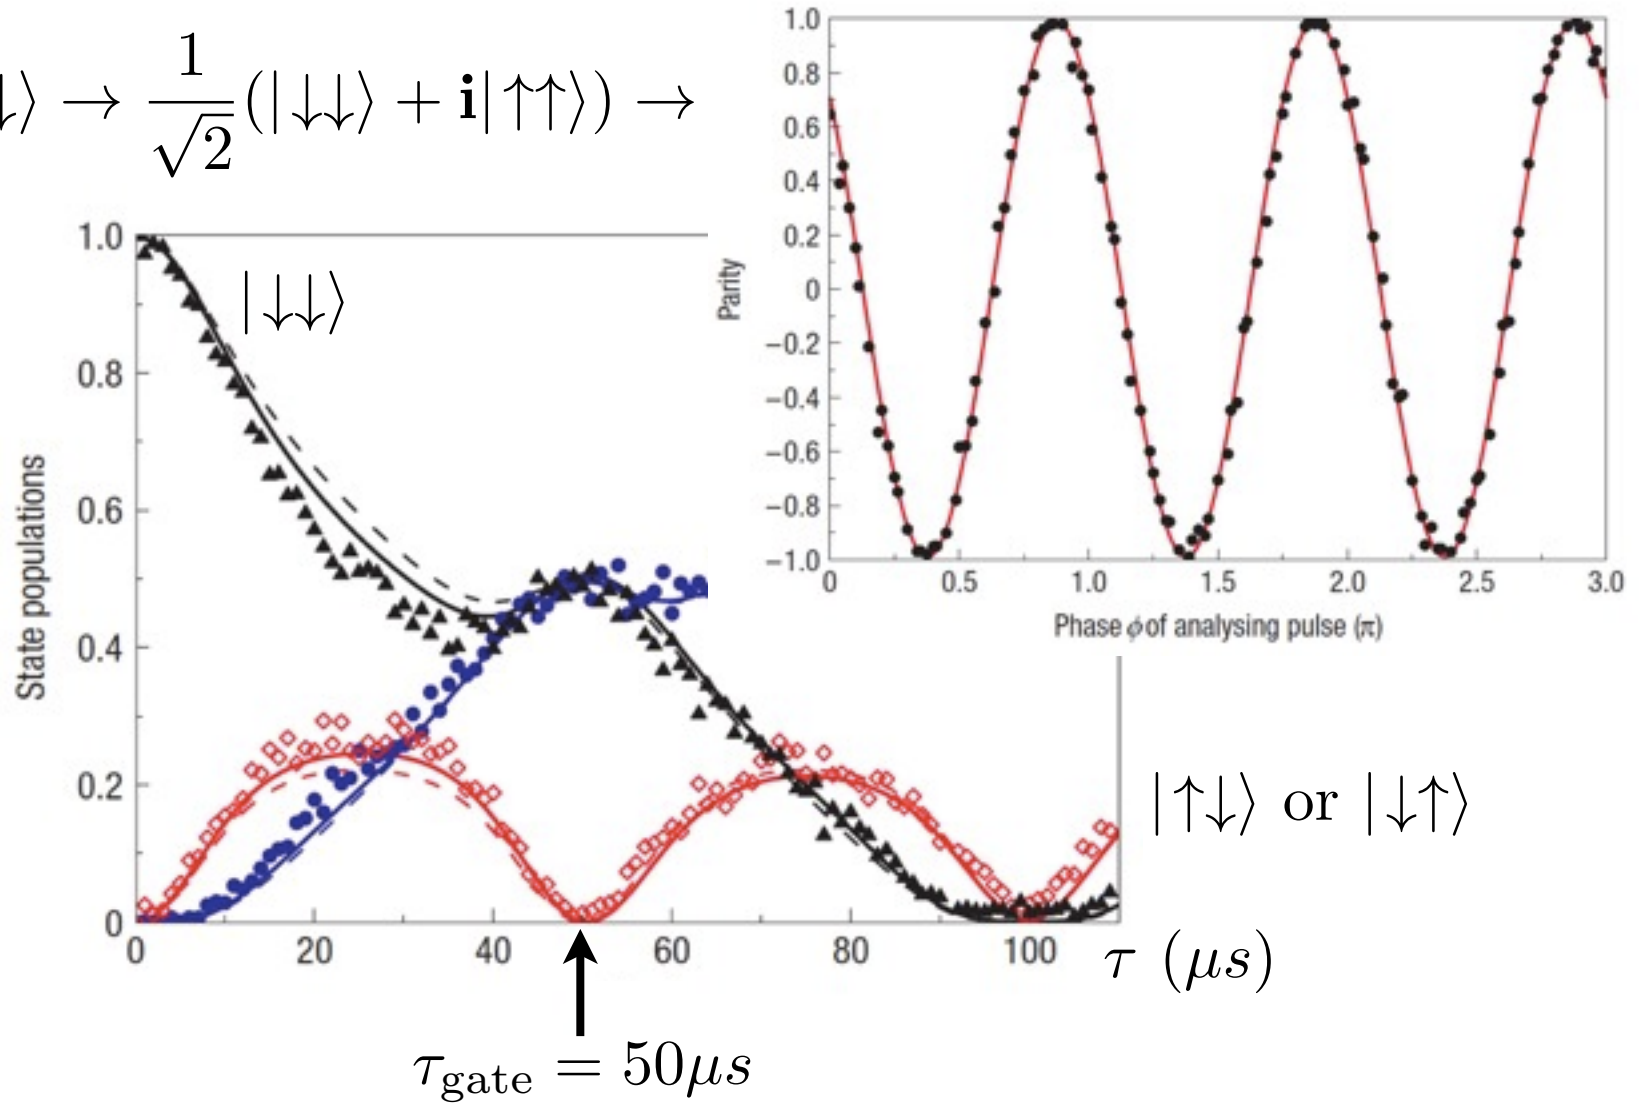 ↓⟩ → 1/√2 (|↓↓⟩ + i|↑↑⟩) →
1.0
0.8
0.6
0.4
0.2
0
−0.2
−0.4
−0.6
−0.8
−1.0
Parity
0 0.5 1.0 1.5 2.0 2.5 3.0
Phase ϕ of analysing pulse (π)
|↓↓⟩
1.0
0.8
0.6
0.4
0.2
0
State populations
0 20 40 60 80 100
τ (μs)
|↑↓⟩ or |↓↑⟩
τgate = 50μs